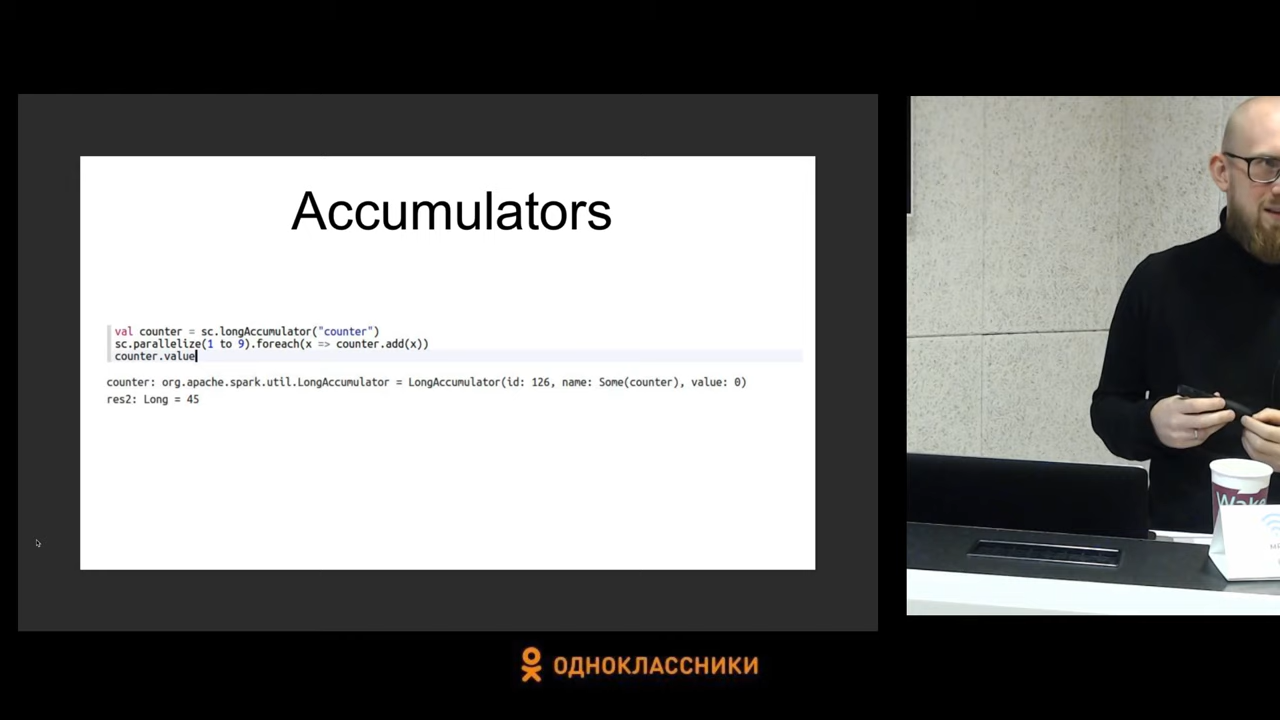 Accumulators
val counter = sc.longAccumulator("counter")
sc.parallelize(1 to 9).foreach(x => counter.add(x))
counter.value
counter: org.apache.spark.util.LongAccumulator = LongAccumulator(id: 126, name: Some(counter), value: 0)
res2: Long = 45
Wake
ОДНОКЛАССНИКИ